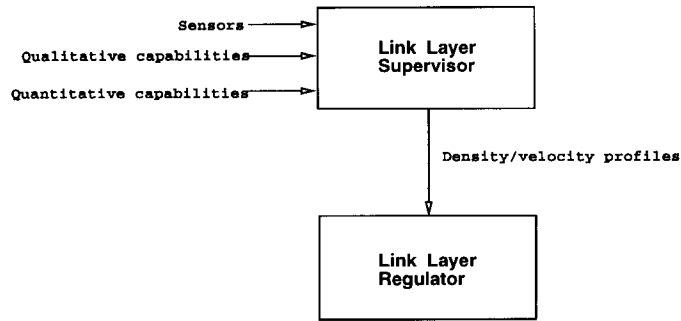 Sensors
Qualitative capabilities
Quantitative capabilities
Link Layer
Supervisor
Density/velocity profiles
Link Layer
Regulator